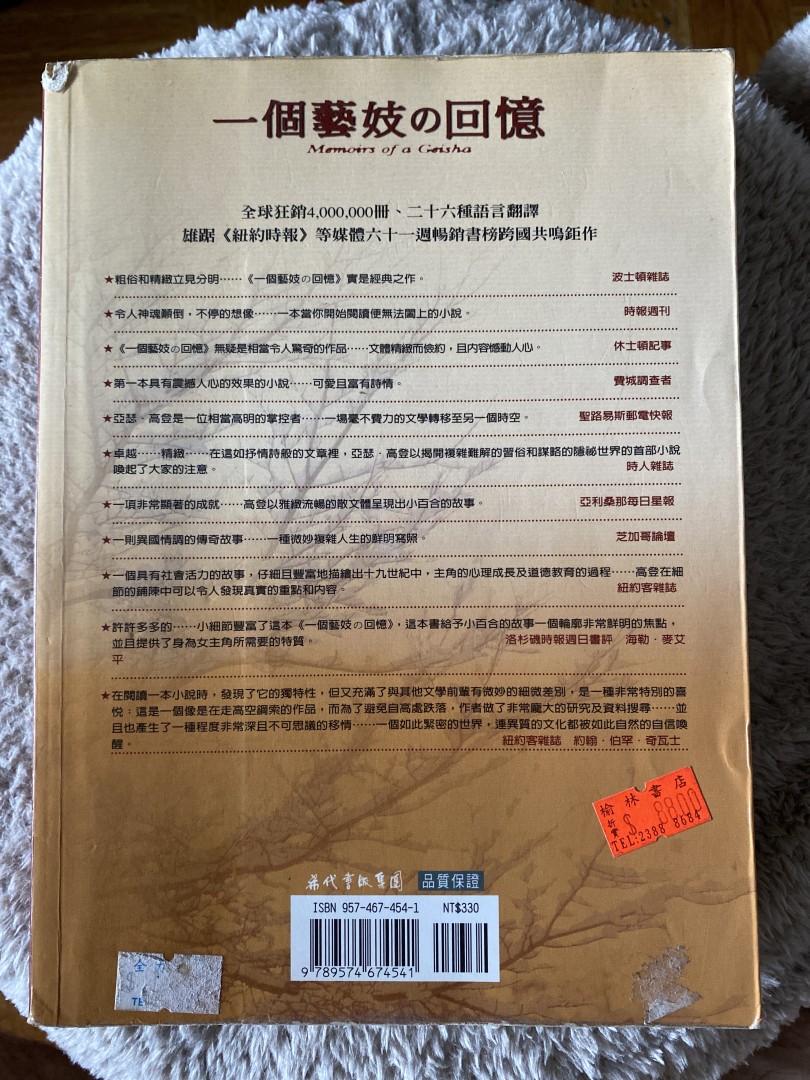 一個藝妓の回憶
Memoirs of a Geisha
全球狂銷4,000,000冊、二十六種語言翻譯
雄踞《紐約時報》等媒體六十一週暢銷書榜跨國共鳴鉅作
★粗俗和精緻立見分明……《一個藝妓の回憶》實是經典之作。 波士頓雜誌
★令人神魂顛倒，不停的想像……一本當你開始閱讀便無法闔上的小說。 時報週刊
★《一個藝妓の回憶》無疑是相當令人驚奇的作品……文體精緻而儉約，且內容憾動人心。 休士頓記事
★第一本具有震撼人心的效果的小說……可愛且富有詩情。 費城調查者
★亞瑟‧高登是一位相當高明的掌控者……一場毫不費力的文學轉移至另一個時空。 聖路易斯郵電快報
★卓越……精緻……在這如抒情詩般的文章裡，亞瑟‧高登以揭開複雜難解的習俗和謀略的隱祕世界的首部小說
喚起了大家的注意。 時人雜誌
★一項非常顯著的成就……高登以雅緻流暢的散文體呈現出小百合的故事。 亞利桑那每日星報
★一則異國情調的傳奇故事……一種微妙複雜人生的鮮明寫照。 芝加哥論壇
★一個具有社會活力的故事，仔細且豐富地描繪出十九世紀中，主角的心理成長及道德教育的過程……高登在細
節的鋪陳中可以令人發現真實的重點和內容。 紐約客雜誌
★許許多多的……小細節豐富了這本《一個藝妓の回憶》，這本書給予小百合的故事一個輪廓非常鮮明的焦點，
並且提供了身為女主角所需要的特質。 洛杉磯時報週日書評 海勒‧麥艾
平
★在閱讀一本小說時，發現了它的獨特性，但又充滿了與其他文學前輩有微妙的細微差別，是一種非常特別的喜
悅；這是一個像是在走高空鋼索的作品，而為了避免自高處跌落，作者做了非常龐大的研究及資料搜尋……並
且也產生了一種程度非常深且不可思議的移情……一個如此緊密的世界，連異質的文化都被如此自然的自信喚
醒。 紐約客雜誌 約翰‧伯罕‧奇瓦士
榆林書店
折實 $ 8800
TEL:2388 8684
希代書版集團 品質保證
ISBN 957-467-454-1 NT$330
9 789574 674541
全
TE